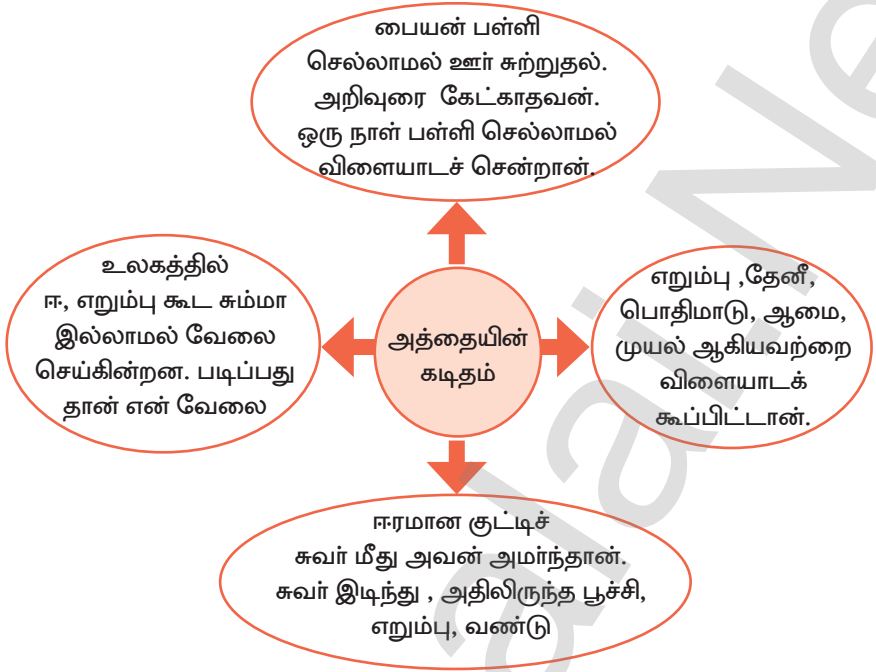 பையன் பள்ளி
செல்லாமல் ஊர் சுற்றுதல்.
அறிவுரை கேட்காதவன்.
ஒரு நாள் பள்ளி செல்லாமல்
விளையாடச் சென்றான்.
உலகத்தில்
ஈ, எறும்பு கூட சும்மா
இல்லாமல் வேலை
செய்கின்றன. படிப்பது
தான் என் வேலை
அத்தையின்
கடிதம்
எறும்பு ,தேனீ,
பொதிமாடு, ஆமை,
முயல் ஆகியவற்றை
விளையாடக்
கூப்பிட்டான்.
ஈரமான குட்டிச்
சுவர் மீது அவன் அமர்ந்தான்.
சுவர் இடிந்து , அதிலிருந்த பூச்சி,
எறும்பு, வண்டு